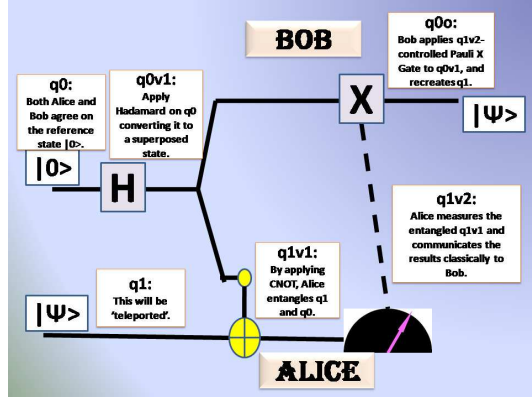 BOB
q0o:
Bob applies q1v2-
controlled Pauli X
Gate to q0v1, and
recreates q1.
q0:
Both Alice and
Bob agree on
the reference
state |0>.
q0v1:
Apply
Hadamard on q0
converting it to
a superposed
state.
X
|Ψ>
|0>
H
q1v2:
Alice measures the
entangled q1v1 and
communicates the
results classically to
Bob.
q1v1:
By applying
CNOT, Alice
entangles q1
and q0.
q1:
This will be
‘teleported’.
|Ψ>
ALICE